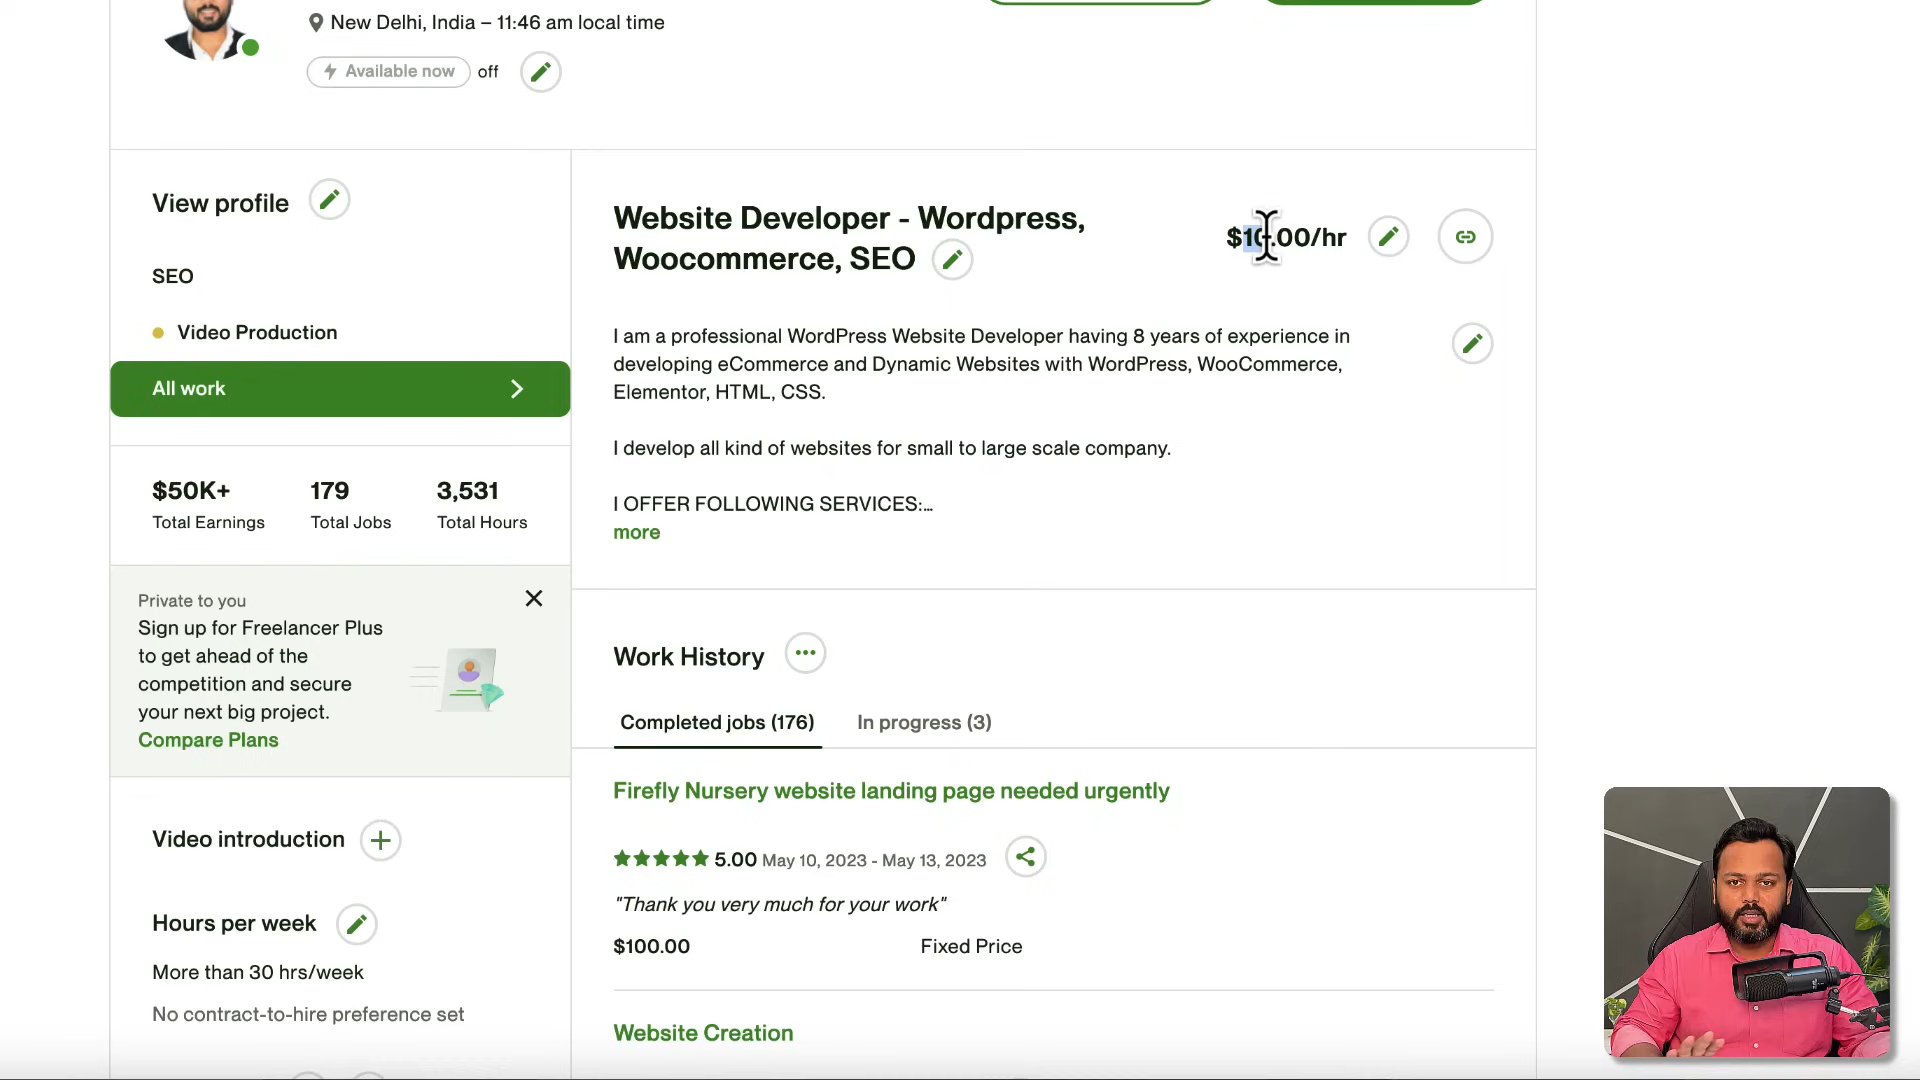 New Delhi, India – 11:46 am local time
Available now off
View profile
SEO
Video Production
All work
$50K+ 179 3,531
Total Earnings Total Jobs Total Hours
Private to you
Sign up for Freelancer Plus
to get ahead of the
competition and secure
your next big project.
Compare Plans
Video introduction
Hours per week
More than 30 hrs/week
No contract-to-hire preference set
Website Developer - Wordpress,
Woocommerce, SEO
$10.00/hr
I am a professional WordPress Website Developer having 8 years of experience in
developing eCommerce and Dynamic Websites with WordPress, WooCommerce,
Elementor, HTML, CSS.
I develop all kind of websites for small to large scale company.
I OFFER FOLLOWING SERVICES:...
more
Work History
Completed jobs (176) In progress (3)
Firefly Nursery website landing page needed urgently
5.00 May 10, 2023 - May 13, 2023
"Thank you very much for your work"
$100.00 Fixed Price
Website Creation